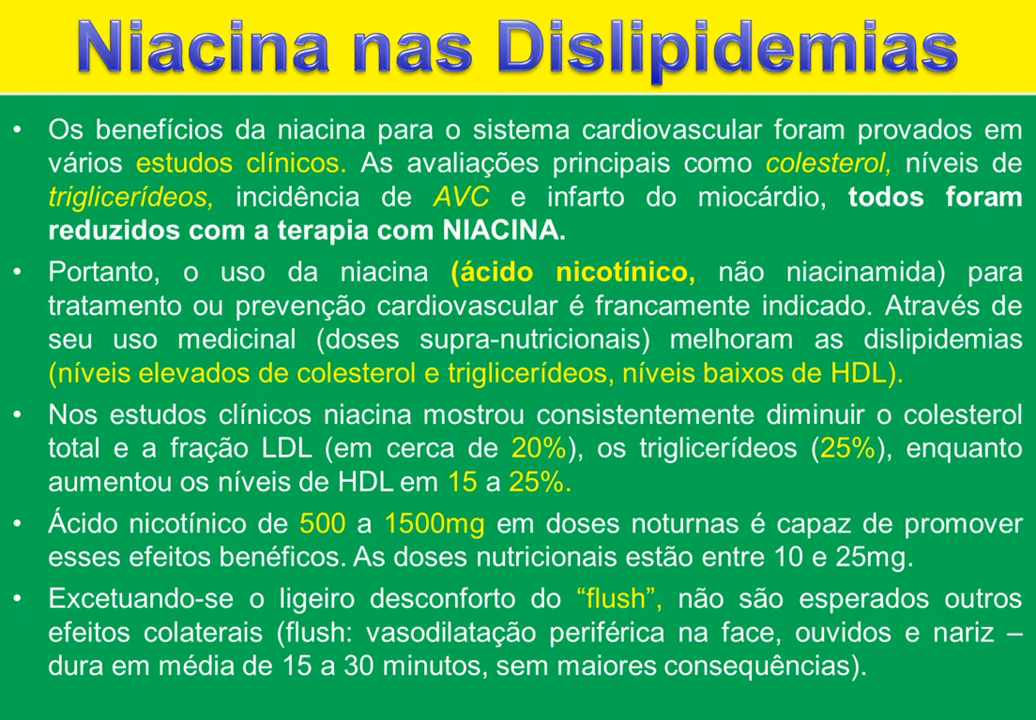 Niacina nas Dislipidemias
• Os benefícios da niacina para o sistema cardiovascular foram provados em
vários estudos clínicos. As avaliações principais como colesterol, níveis de
triglicerídeos, incidência de AVC e infarto do miocárdio, todos foram
reduzidos com a terapia com NIACINA.
• Portanto, o uso da niacina (ácido nicotínico, não niacinamida) para
tratamento ou prevenção cardiovascular é francamente indicado. Através de
seu uso medicinal (doses supra-nutricionais) melhoram as dislipidemias
(níveis elevados de colesterol e triglicerídeos, níveis baixos de HDL).
• Nos estudos clínicos niacina mostrou consistentemente diminuir o colesterol
total e a fração LDL (em cerca de 20%), os triglicerídeos (25%), enquanto
aumentou os níveis de HDL em 15 a 25%.
• Ácido nicotínico de 500 a 1500mg em doses noturnas é capaz de promover
esses efeitos benéficos. As doses nutricionais estão entre 10 e 25mg.
• Excetuando-se o ligeiro desconforto do “flush”, não são esperados outros
efeitos colaterais (flush: vasodilatação periférica na face, ouvidos e nariz –
dura em média de 15 a 30 minutos, sem maiores consequências).